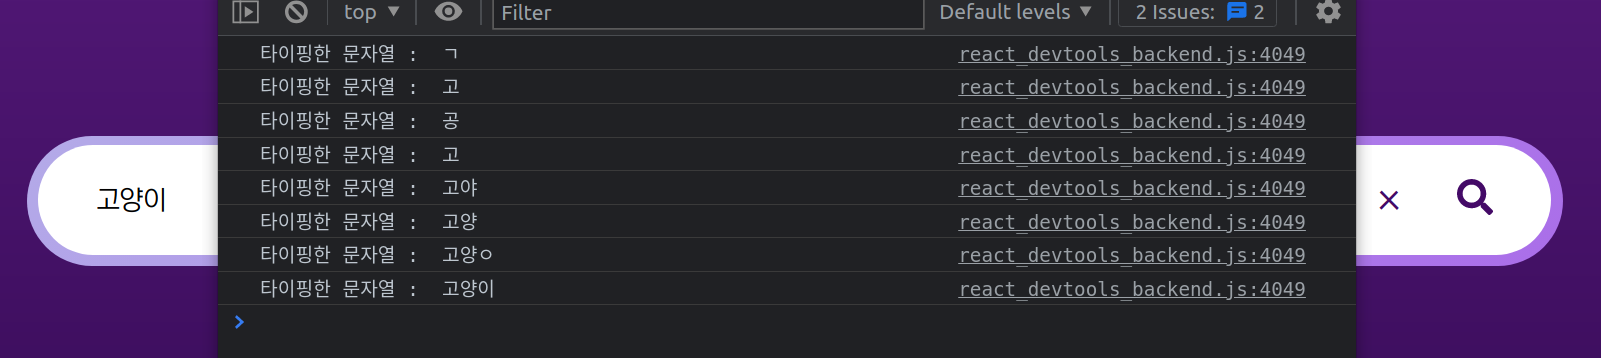 top ▼ Filter Default levels ▼ 2 Issues: 2
타이핑한 문자열 : ㄱ react_devtools_backend.js:4049
타이핑한 문자열 : 고 react_devtools_backend.js:4049
타이핑한 문자열 : 공 react_devtools_backend.js:4049
타이핑한 문자열 : 고 react_devtools_backend.js:4049
타이핑한 문자열 : 고야 react_devtools_backend.js:4049
고양이 ×
타이핑한 문자열 : 고양 react_devtools_backend.js:4049
타이핑한 문자열 : 고양ㅇ react_devtools_backend.js:4049
타이핑한 문자열 : 고양이 react_devtools_backend.js:4049